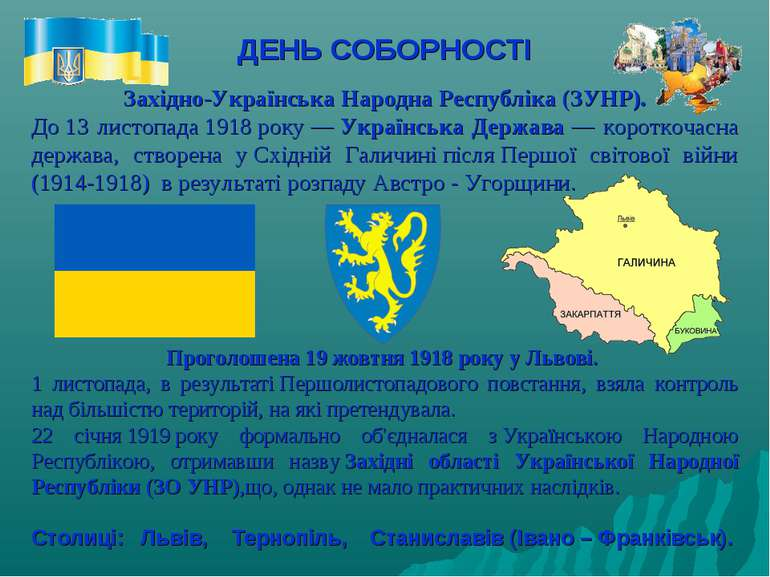 ДЕНЬ СОБОРНОСТІ
Західно-Українська Народна Республіка (ЗУНР).
До 13 листопада 1918 року — Українська Держава — короткочасна
держава, створена у Східній Галичині після Першої світової війни
(1914-1918) в результаті розпаду Австро - Угорщини.
Львів
ГАЛИЧИНА
ЗАКАРПАТТЯ
БУКОВИНА
Проголошена 19 жовтня 1918 року у Львові.
1 листопада, в результаті Першолистопадового повстання, взяла контроль
над більшістю територій, на які претендувала.
22 січня 1919 року формально об'єдналася з Українською Народною
Республікою, отримавши назву Західні області Української Народної
Республіки (ЗО УНР),що, однак не мало практичних наслідків.
Столиці: Львів, Тернопіль, Станиславів (Івано – Франківськ).